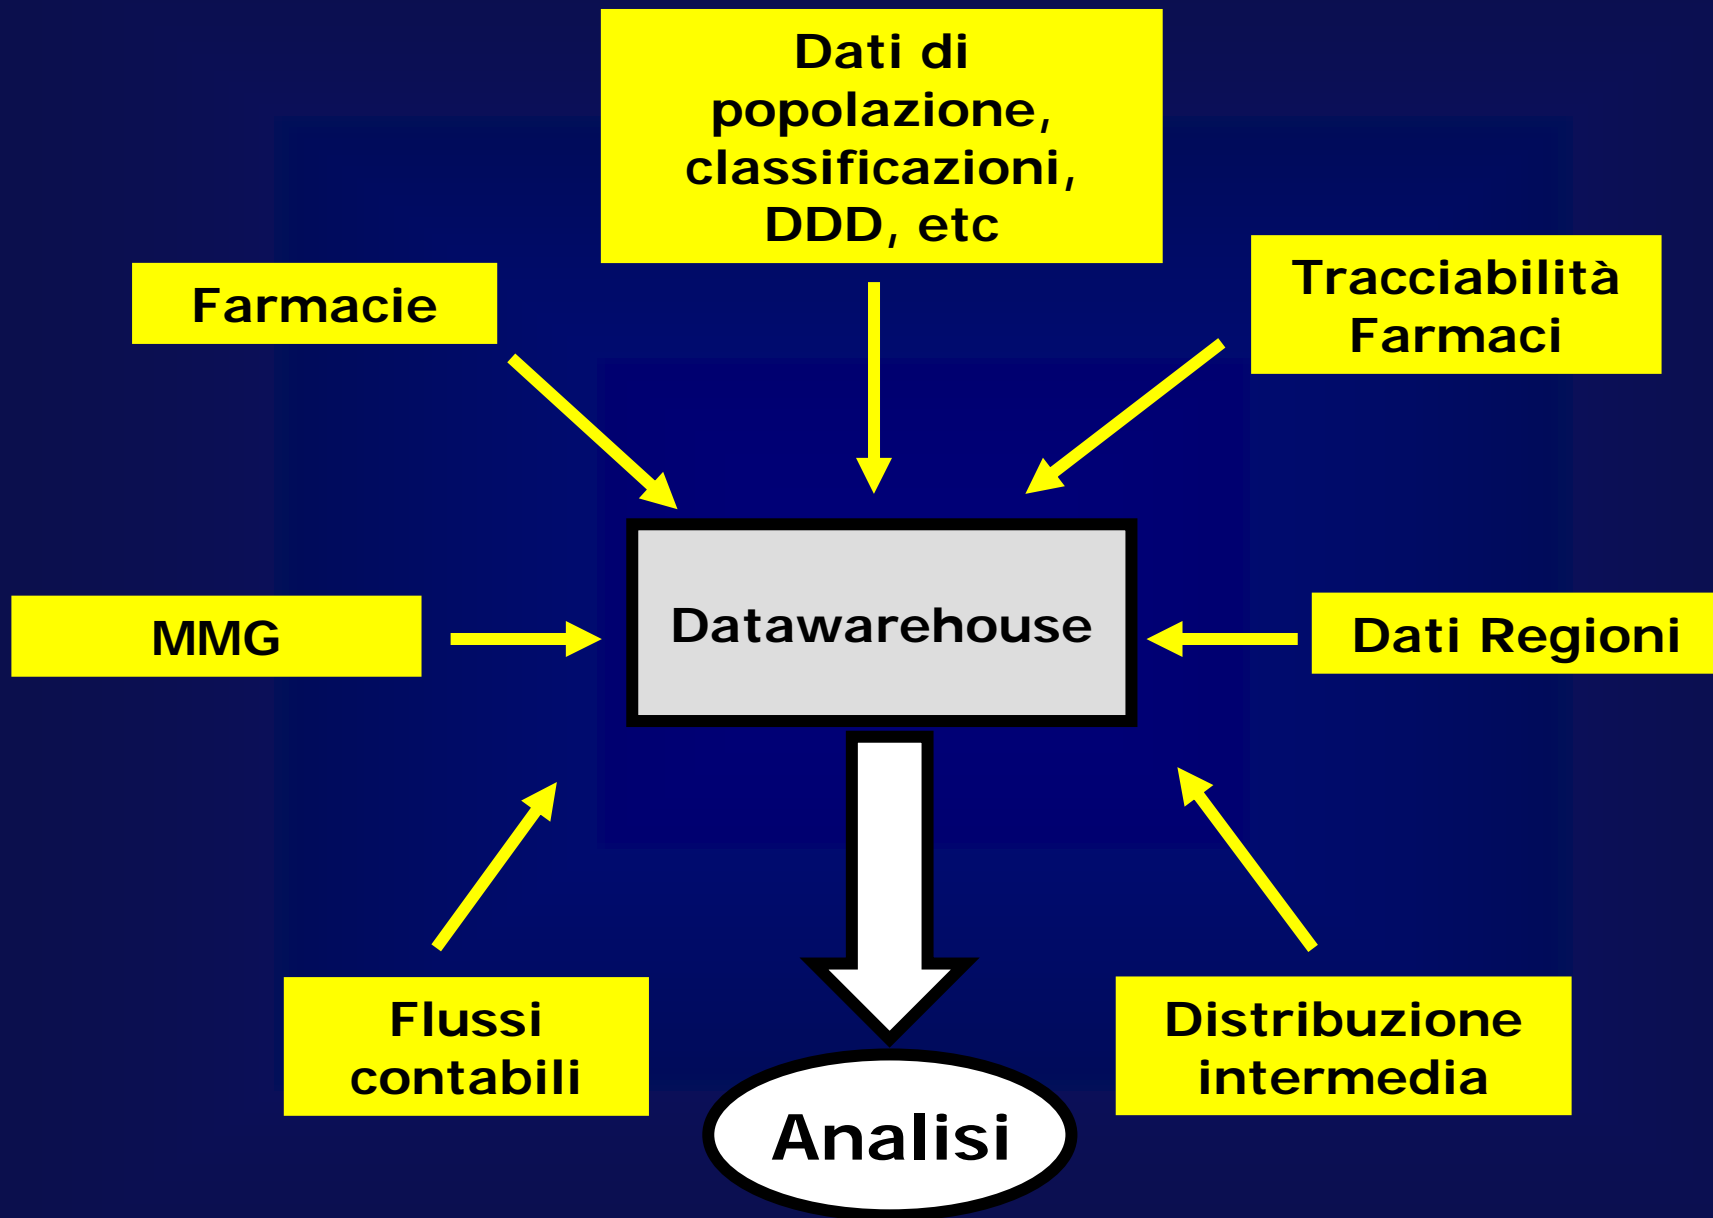 Dati di
popolazione,
classificazioni,
DDD, etc
Farmacie
Tracciabilità
Farmaci
MMG
Datawarehouse
Dati Regioni
Flussi
contabili
Distribuzione
intermedia
Analisi